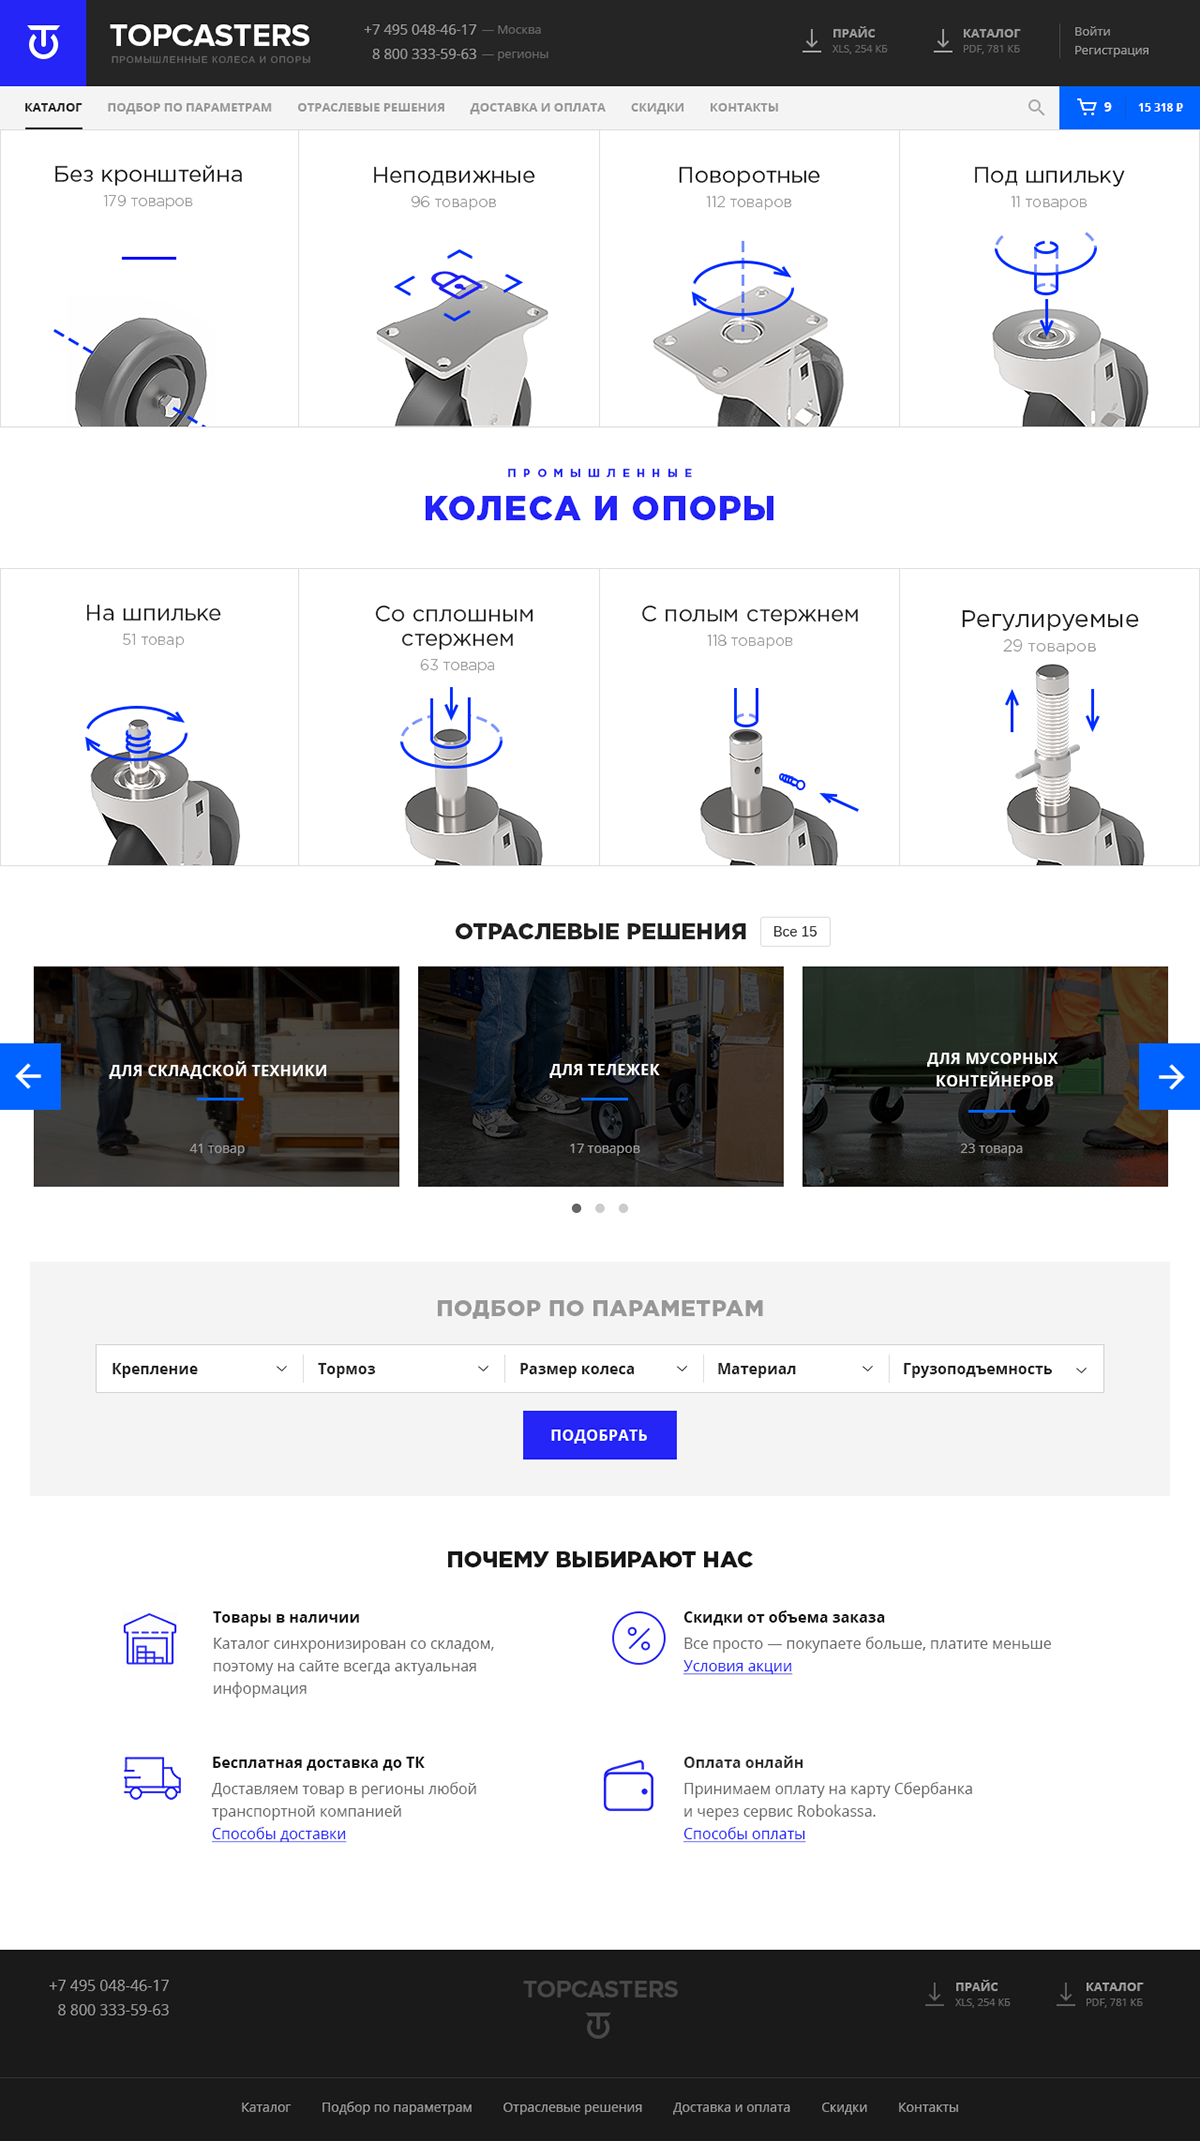 TOPCASTERS
ПРОМЫШЛЕННЫЕ КОЛЕСА И ОПОРЫ
+7 495 048-46-17 — Москва
8 800 333-59-63 — регионы
ПРАЙС
XLS, 254 КБ
КАТАЛОГ
PDF, 781 КБ
Войти
Регистрация
КАТАЛОГ ПОДБОР ПО ПАРАМЕТРАМ ОТРАСЛЕВЫЕ РЕШЕНИЯ ДОСТАВКА И ОПЛАТА СКИДКИ КОНТАКТЫ 9 15 318 ₽
Без кронштейна
179 товаров
Неподвижные
96 товаров
Поворотные
112 товаров
Под шпильку
11 товаров
ПРОМЫШЛЕННЫЕ
КОЛЕСА И ОПОРЫ
На шпильке
51 товар
Со сплошным
стержнем
63 товара
С полым стержнем
118 товаров
Регулируемые
29 товаров
ОТРАСЛЕВЫЕ РЕШЕНИЯ Все 15
ДЛЯ СКЛАДСКОЙ ТЕХНИКИ
41 товар
ДЛЯ ТЕЛЕЖЕК
17 товаров
ДЛЯ МУСОРНЫХ
КОНТЕЙНЕРОВ
23 товара
ПОДБОР ПО ПАРАМЕТРАМ
Крепление Тормоз Размер колеса Материал Грузоподъемность
ПОДОБРАТЬ
ПОЧЕМУ ВЫБИРАЮТ НАС
Товары в наличии
Каталог синхронизирован со складом,
поэтому на сайте всегда актуальная
информация
Скидки от объема заказа
Все просто — покупаете больше, платите меньше
Условия акции
Бесплатная доставка до ТК
Доставляем товар в регионы любой
транспортной компанией
Способы доставки
Оплата онлайн
Принимаем оплату на карту Сбербанка
и через сервис Robokassa.
Способы оплаты
+7 495 048-46-17
8 800 333-59-63
TOPCASTERS
ПРАЙС
XLS, 254 КБ
КАТАЛОГ
PDF, 781 КБ
Каталог Подбор по параметрам Отраслевые решения Доставка и оплата Скидки Контакты